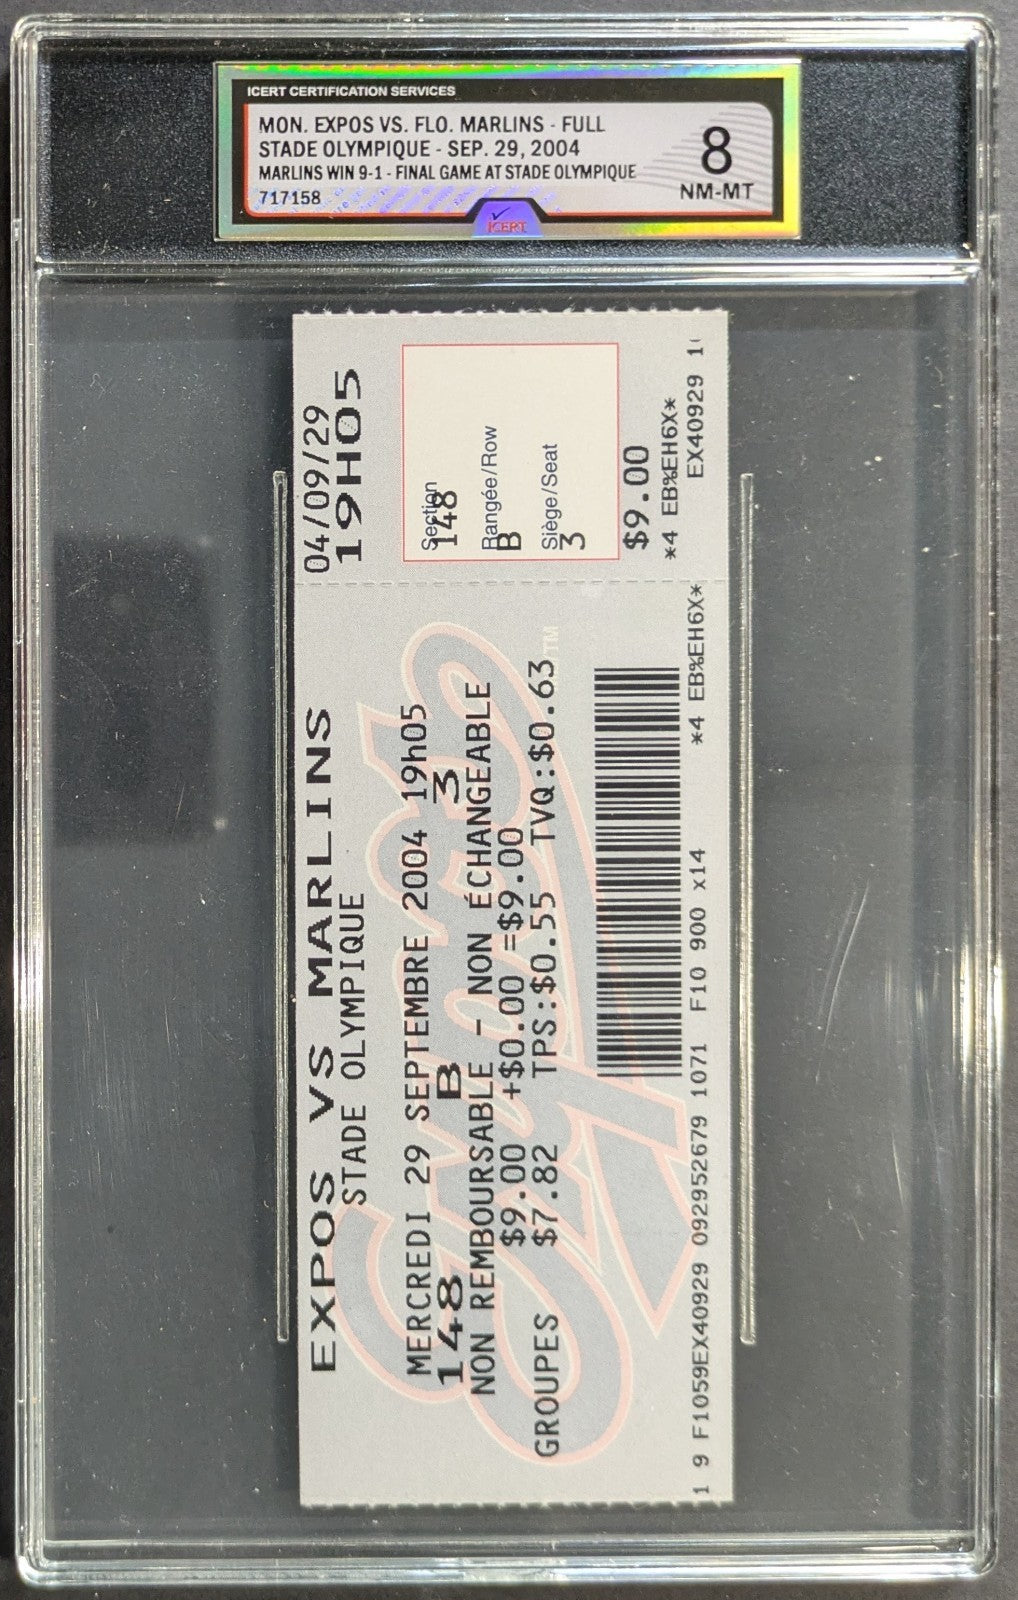 ICERT CERTIFICATION SERVICES
MON. EXPOS VS. FLO. MARLINS - FULL
STADE OLYMPIQUE - SEP. 29, 2004
MARLINS WIN 9-1 - FINAL GAME AT STADE OLYMPIQUE
717158
8
NM-MT
ICERT
EXPOS VS MARLINS
STADE OLYMPIQUE
MERCREDI 29 SEPTEMBRE 2004 19h05
148 B 3
NON REMBOURSABLE - NON ÉCHANGEABLE
$9.00 +$0.00 =$9.00
GROUPES $7.82 TPS:$0.55 TVQ:$0.63
Expos TM
1 9 F1059EX40929 092952679 1071 F10 900 x14 *4 EB%EH6X*
04/09/29
19H05
Section
148
Rangée/Row
B
Siège/Seat
3
$9.00
*4 EB%EH6X*
EX40929